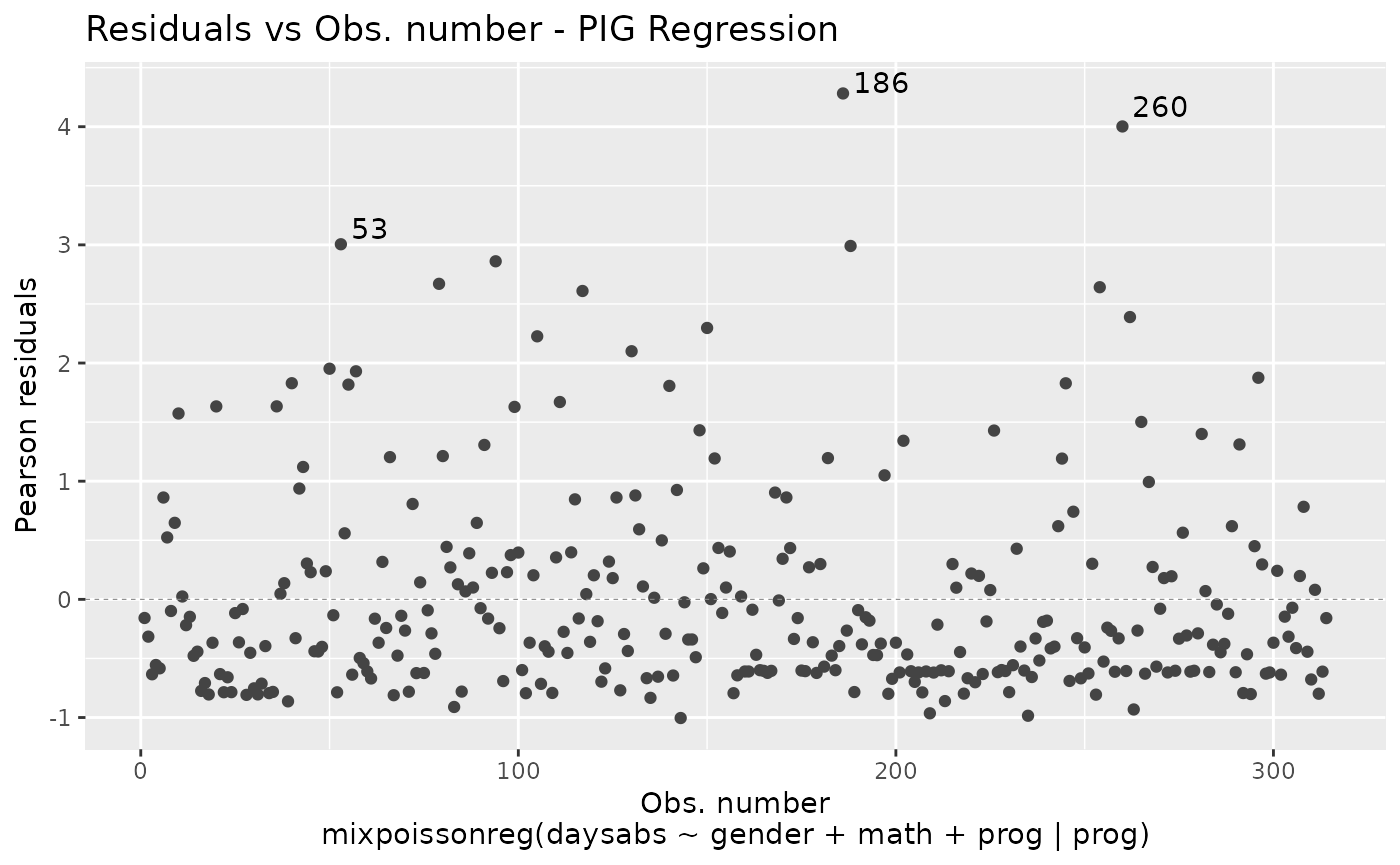 Residuals vs Obs. number - PIG Regression
186
260
53
4
3
2
1
0
-1
Pearson residuals
0 100 200 300
Obs. number
mixpoissonreg(daysabs ~ gender + math + prog | prog)